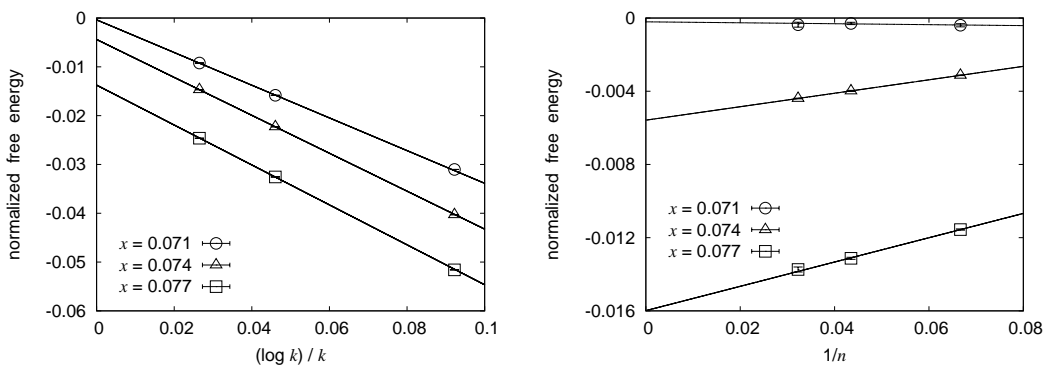 normalized free energy
0
-0.01
-0.02
-0.03
-0.04
-0.05
-0.06
x = 0.071
x = 0.074
x = 0.077
0 0.02 0.04 0.06 0.08 0.1
(log k) / k
normalized free energy
0
-0.004
-0.008
-0.012
-0.016
x = 0.071
x = 0.074
x = 0.077
0 0.02 0.04 0.06 0.08
1/n